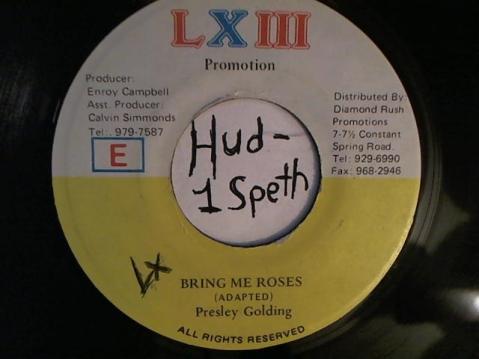 LXIII
Promotion
Producer:
Enroy Campbell
Asst. Producer:
Calvin Simmonds
Tel:. 979-7587
E
Distributed By:
Diamond Rush
Promotions
7-7½ Constant
Spring Road.
Tel: 929-6990
Fax: 968-2946
Hud-
1 Speth
V+
BRING ME ROSES
(ADAPTED)
Presley Golding
ALL RIGHTS RESERVED